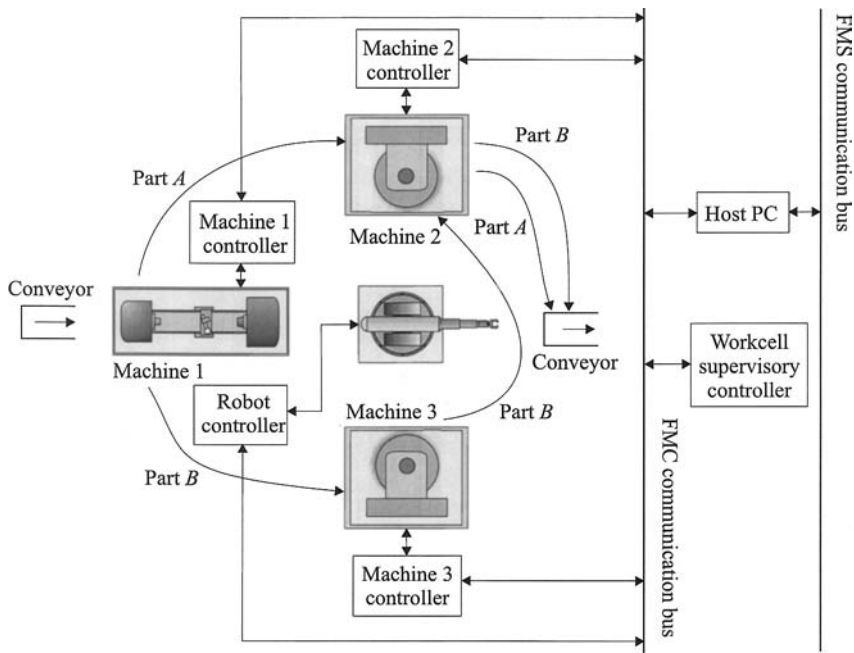 Machine 2
controller
Part A
Part B
Machine 1
controller
Part A
Machine 2
Host PC
Conveyor
Conveyor
Machine 1
Workcell
supervisory
controller
Robot
controller
Machine 3
Part B
Part B
Machine 3
controller
FMC communication bus
FMS communication bus